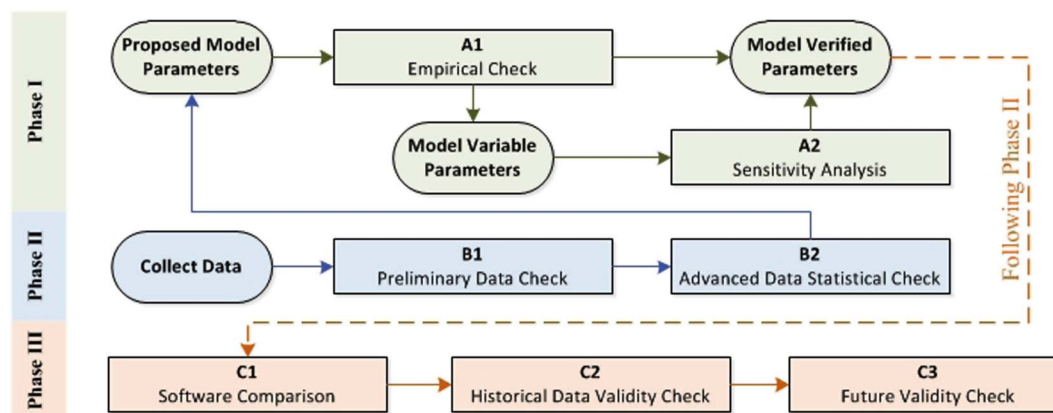 Phase I
Proposed Model
Parameters
A1
Empirical Check
Model Verified
Parameters
Model Variable
Parameters
A2
Sensitivity Analysis
Following Phase II
Phase II
Collect Data
B1
Preliminary Data Check
B2
Advanced Data Statistical Check
Phase III
C1
Software Comparison
C2
Historical Data Validity Check
C3
Future Validity Check